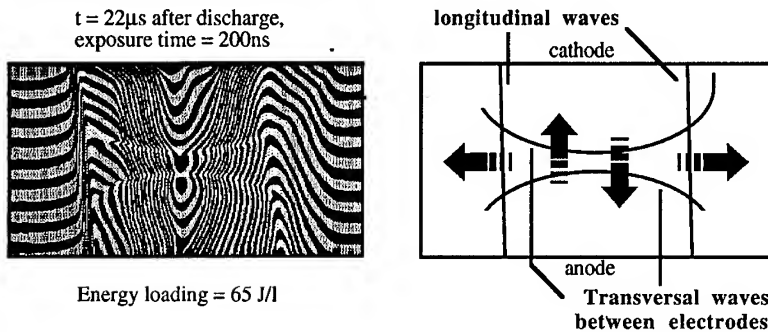 t = 22µs after discharge,
exposure time = 200ns
Energy loading = 65 J/l
longitudinal waves
cathode
anode
Transversal waves
between electrodes